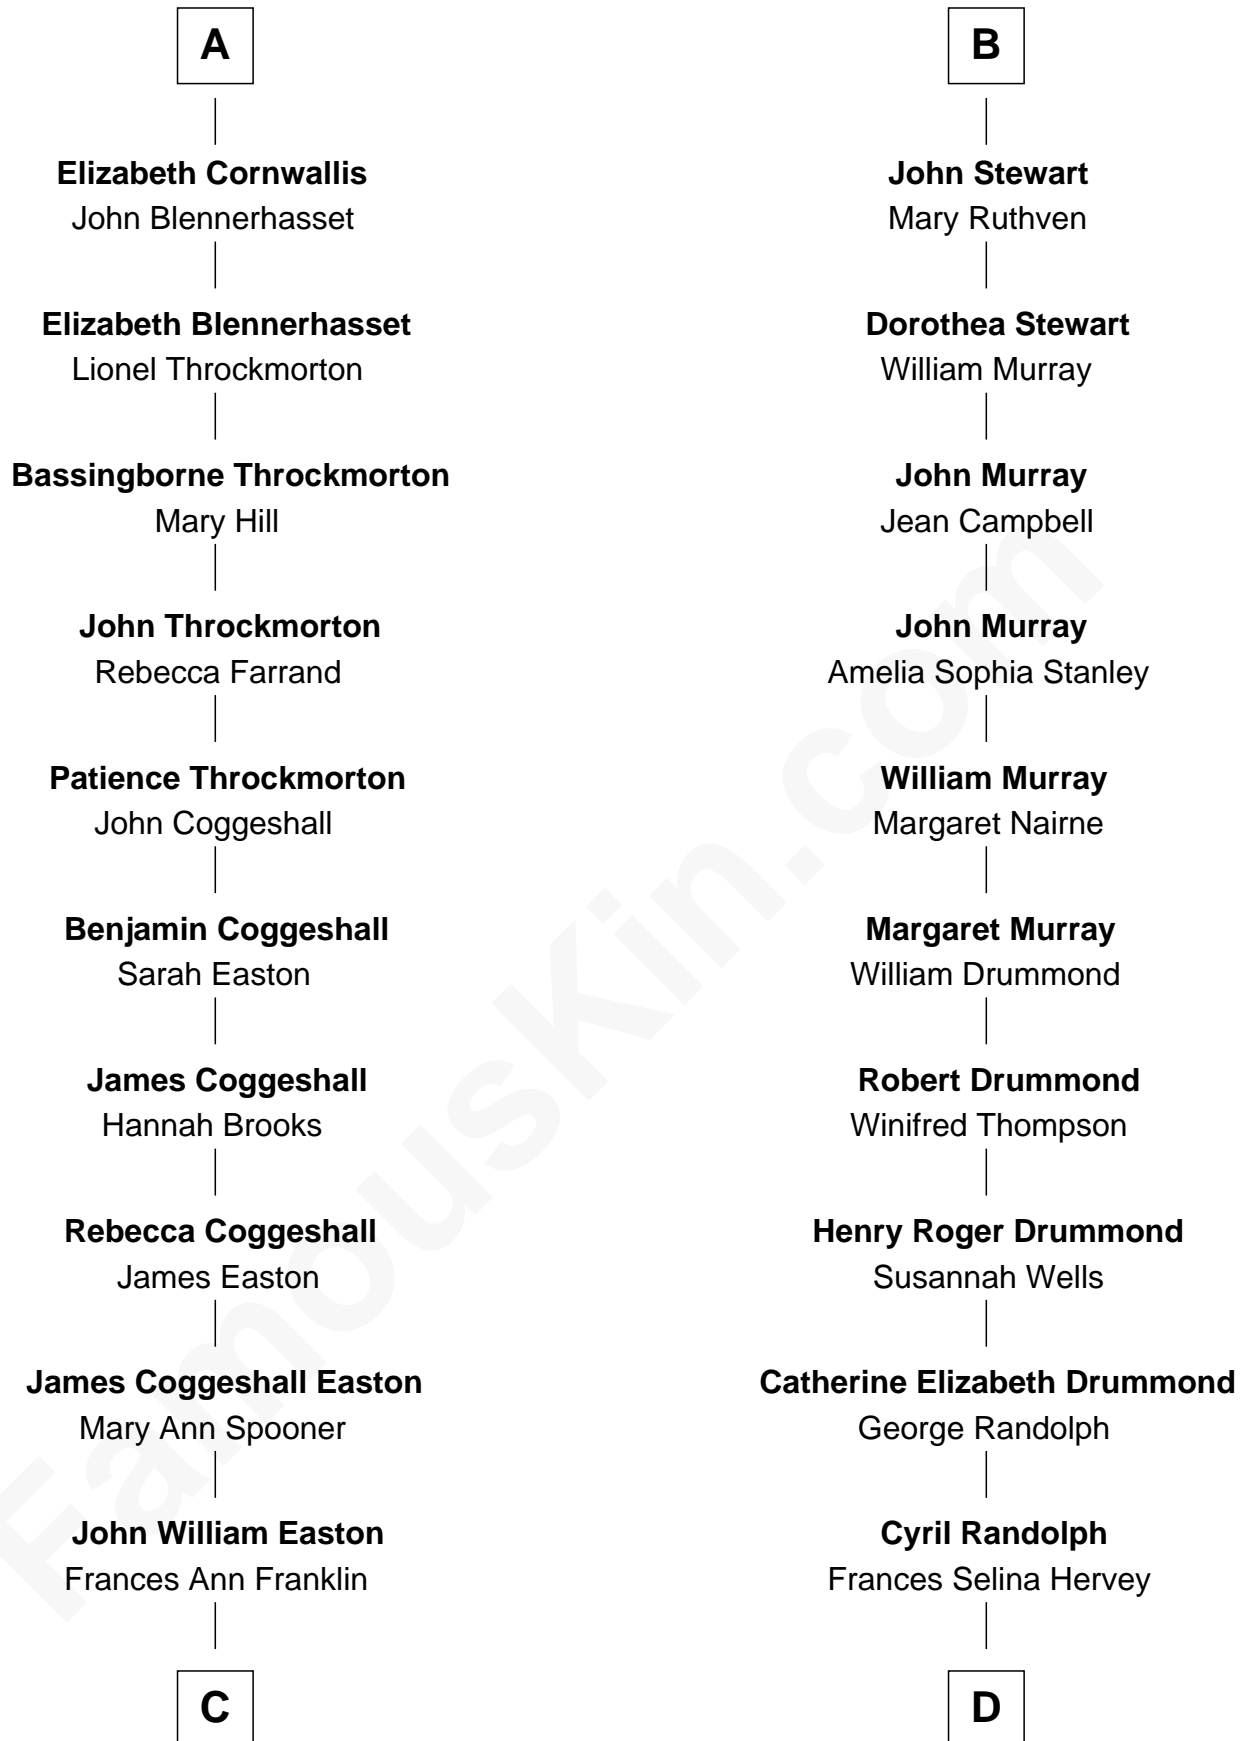 A
Elizabeth Cornwallis
John Blennerhasset
Elizabeth Blennerhasset
Lionel Throckmorton
Bassingborne Throckmorton
Mary Hill
John Throckmorton
Rebecca Farrand
Patience Throckmorton
John Coggeshall
Benjamin Coggeshall
Sarah Easton
James Coggeshall
Hannah Brooks
Rebecca Coggeshall
James Easton
James Coggeshall Easton
Mary Ann Spooner
John William Easton
Frances Ann Franklin
C
B
John Stewart
Mary Ruthven
Dorothea Stewart
William Murray
John Murray
Jean Campbell
John Murray
Amelia Sophia Stanley
William Murray
Margaret Nairne
Margaret Murray
William Drummond
Robert Drummond
Winifred Thompson
Henry Roger Drummond
Susannah Wells
Catherine Elizabeth Drummond
George Randolph
Cyril Randolph
Frances Selina Hervey
D
FamousKin.com